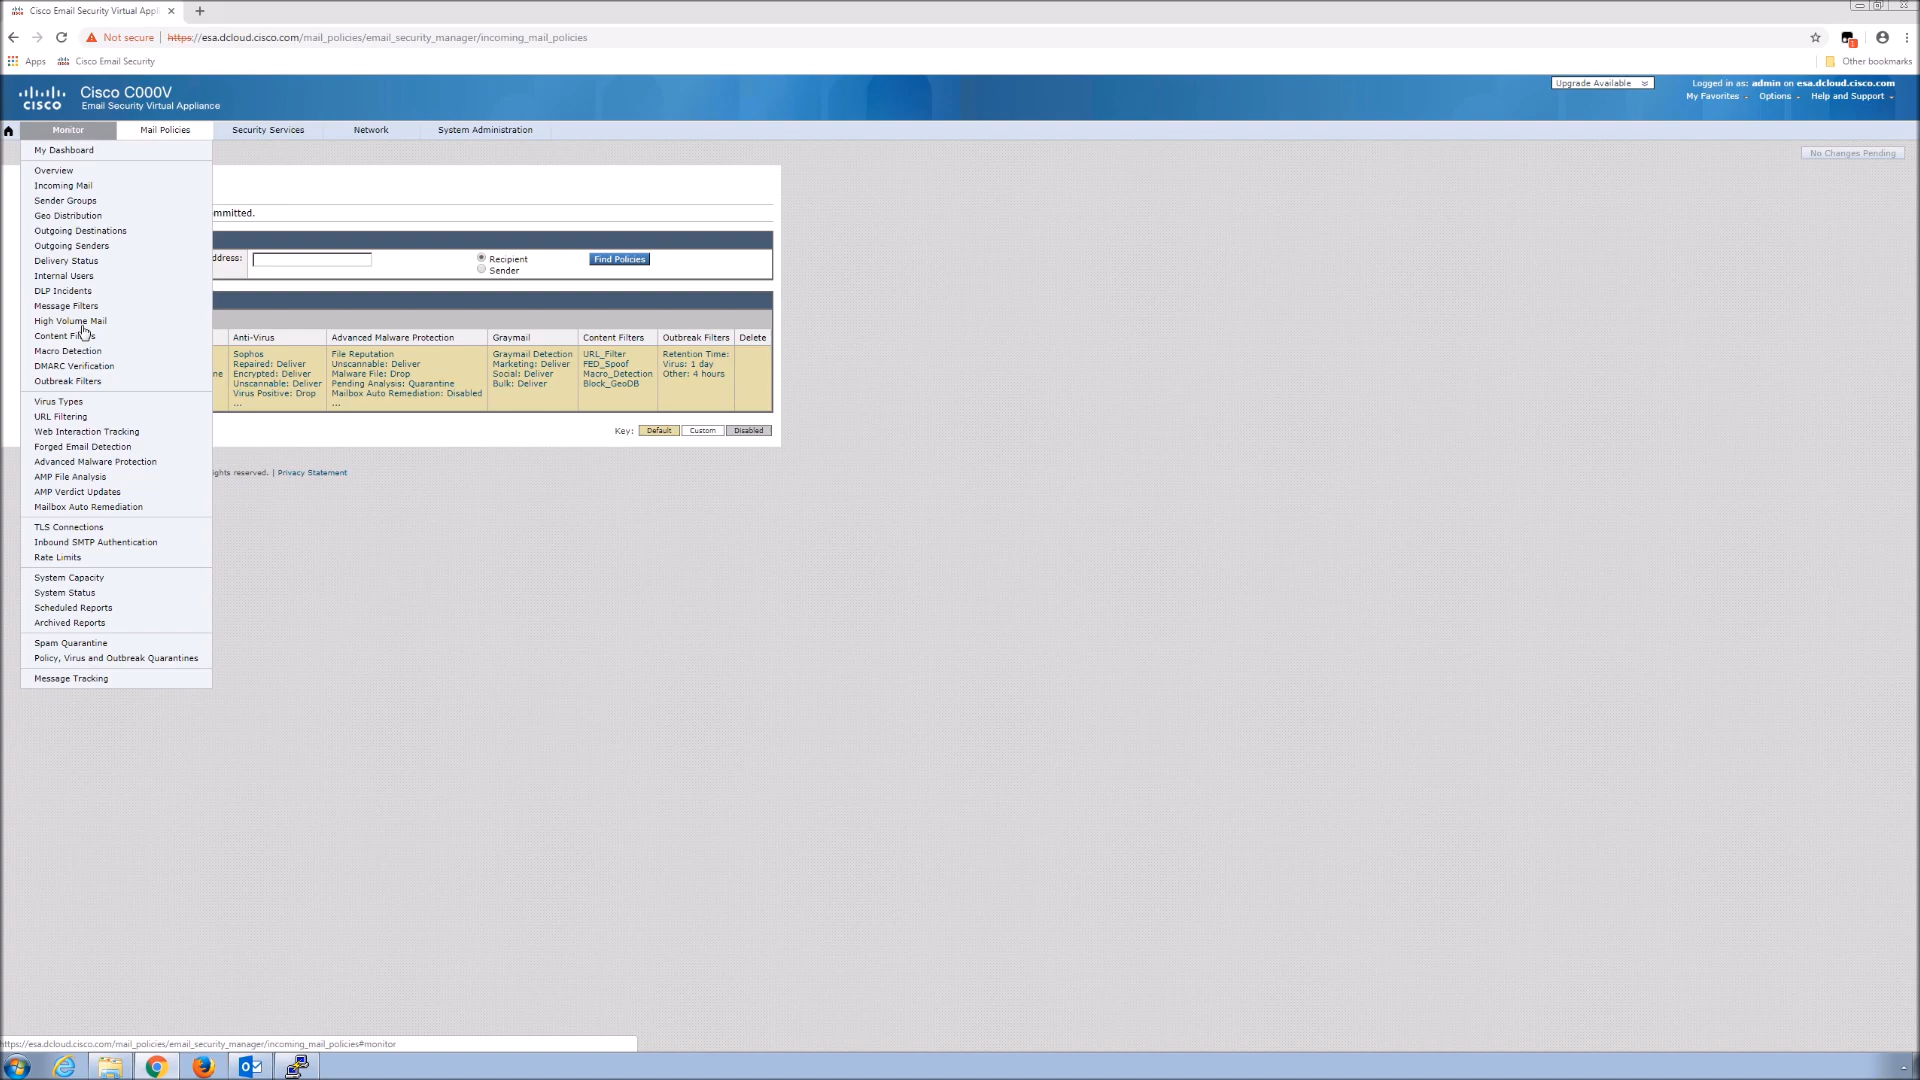 Cisco Email Security Virtual Appl
Not secure https://esa.dcloud.cisco.com/mail_policies/email_security_manager/incoming_mail_policies
1
Apps Cisco Email Security Other bookmarks
cisco
Cisco C000V
Email Security Virtual Appliance
Upgrade Available
Logged in as: admin on esa.dcloud.cisco.com
My Favorites Options Help and Support
Monitor Mail Policies Security Services Network System Administration
No Changes Pending
My Dashboard
Overview
Incoming Mail
Sender Groups
Geo Distribution
Outgoing Destinations
Outgoing Senders
Delivery Status
Internal Users
DLP Incidents
Message Filters
High Volume Mail
Content Filters
Macro Detection
DMARC Verification
Outbreak Filters
Virus Types
URL Filtering
Web Interaction Tracking
Forged Email Detection
Advanced Malware Protection
AMP File Analysis
AMP Verdict Updates
Mailbox Auto Remediation
TLS Connections
Inbound SMTP Authentication
Rate Limits
System Capacity
System Status
Scheduled Reports
Archived Reports
Spam Quarantine
Policy, Virus and Outbreak Quarantines
Message Tracking
mmitted.
ddress:
Recipient
Sender
Find Policies
Anti-Virus Advanced Malware Protection Graymail Content Filters Outbreak Filters Delete
ne
Sophos
Repaired: Deliver
Encrypted: Deliver
Unscannable: Deliver
Virus Positive: Drop
...
File Reputation
Unscannable: Deliver
Malware File: Drop
Pending Analysis: Quarantine
Mailbox Auto Remediation: Disabled
...
Graymail Detection
Marketing: Deliver
Social: Deliver
Bulk: Deliver
URL_Filter
FED_Spoof
Macro_Detection
Block_GeoDB
Retention Time:
Virus: 1 day
Other: 4 hours
Key: Default Custom Disabled
ights reserved. | Privacy Statement
https://esa.dcloud.cisco.com/mail_policies/email_security_manager/incoming_mail_policies#monitor